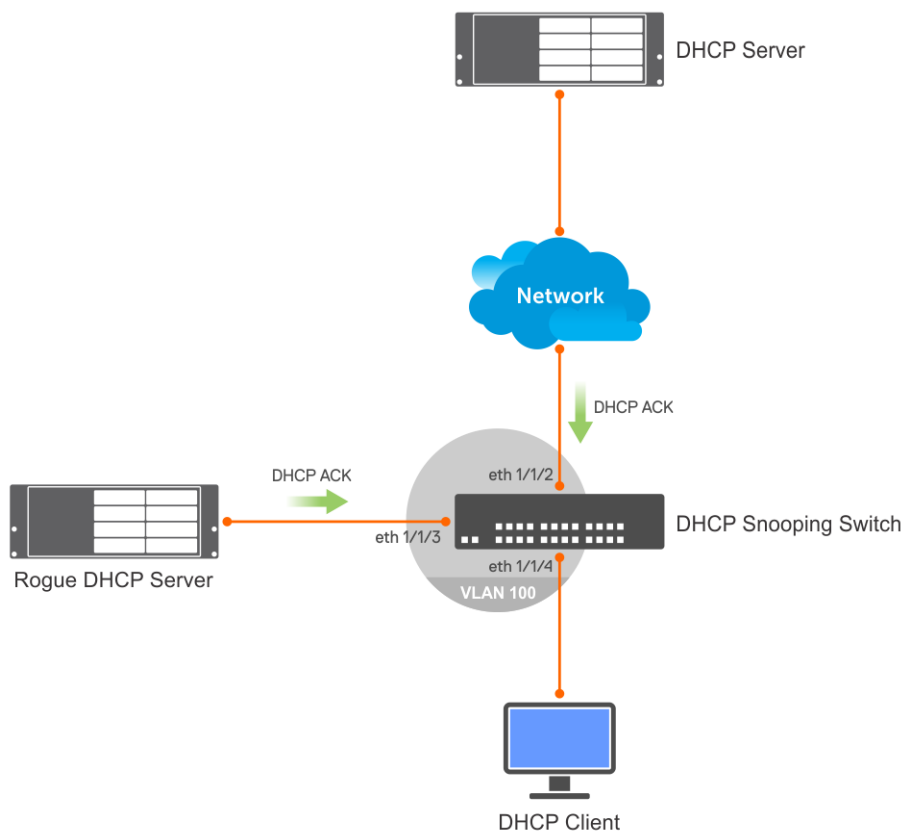 DHCP Server
Network
DHCP ACK
eth 1/1/2
DHCP ACK
DHCP Snooping Switch
eth 1/1/3
eth 1/1/4
Rogue DHCP Server
VLAN 100
DHCP Client